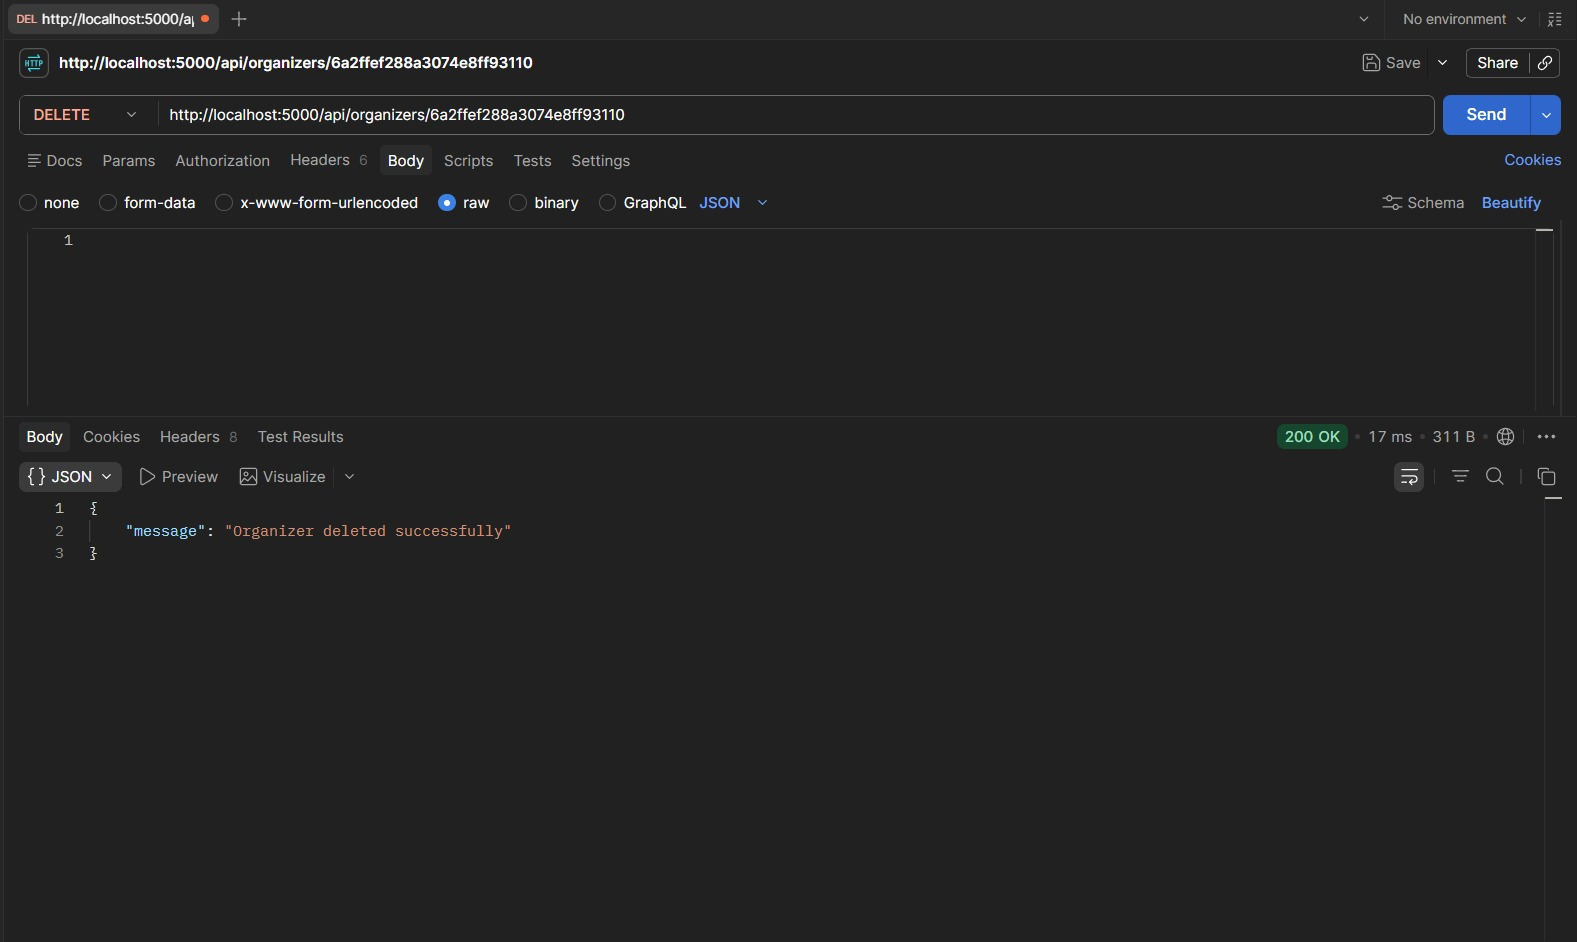 DEL http://localhost:5000/a
No environment
HTTP http://localhost:5000/api/organizers/6a2ffef288a3074e8ff93110
Save
Share
DELETE http://localhost:5000/api/organizers/6a2ffef288a3074e8ff93110
Send
Docs Params Authorization Headers 6 Body Scripts Tests Settings
Cookies
none form-data x-www-form-urlencoded raw binary GraphQL JSON
Schema Beautify
1
Body Cookies Headers 8 Test Results
200 OK • 17 ms • 311 B •
{} JSON Preview Visualize
1 {
2 "message": "Organizer deleted successfully"
3 }